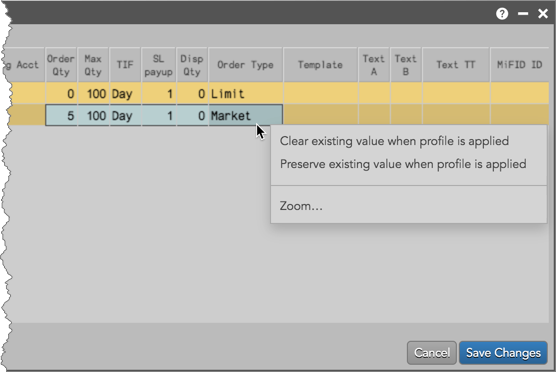 ?
g Acct Order Qty Max Qty TIF SL payup Disp Qty Order Type Template Text A Text B Text TT MiFID ID
0 100 Day 1 0 Limit
5 100 Day 1 0 Market
Clear existing value when profile is applied
Preserve existing value when profile is applied
Zoom...
Cancel Save Changes